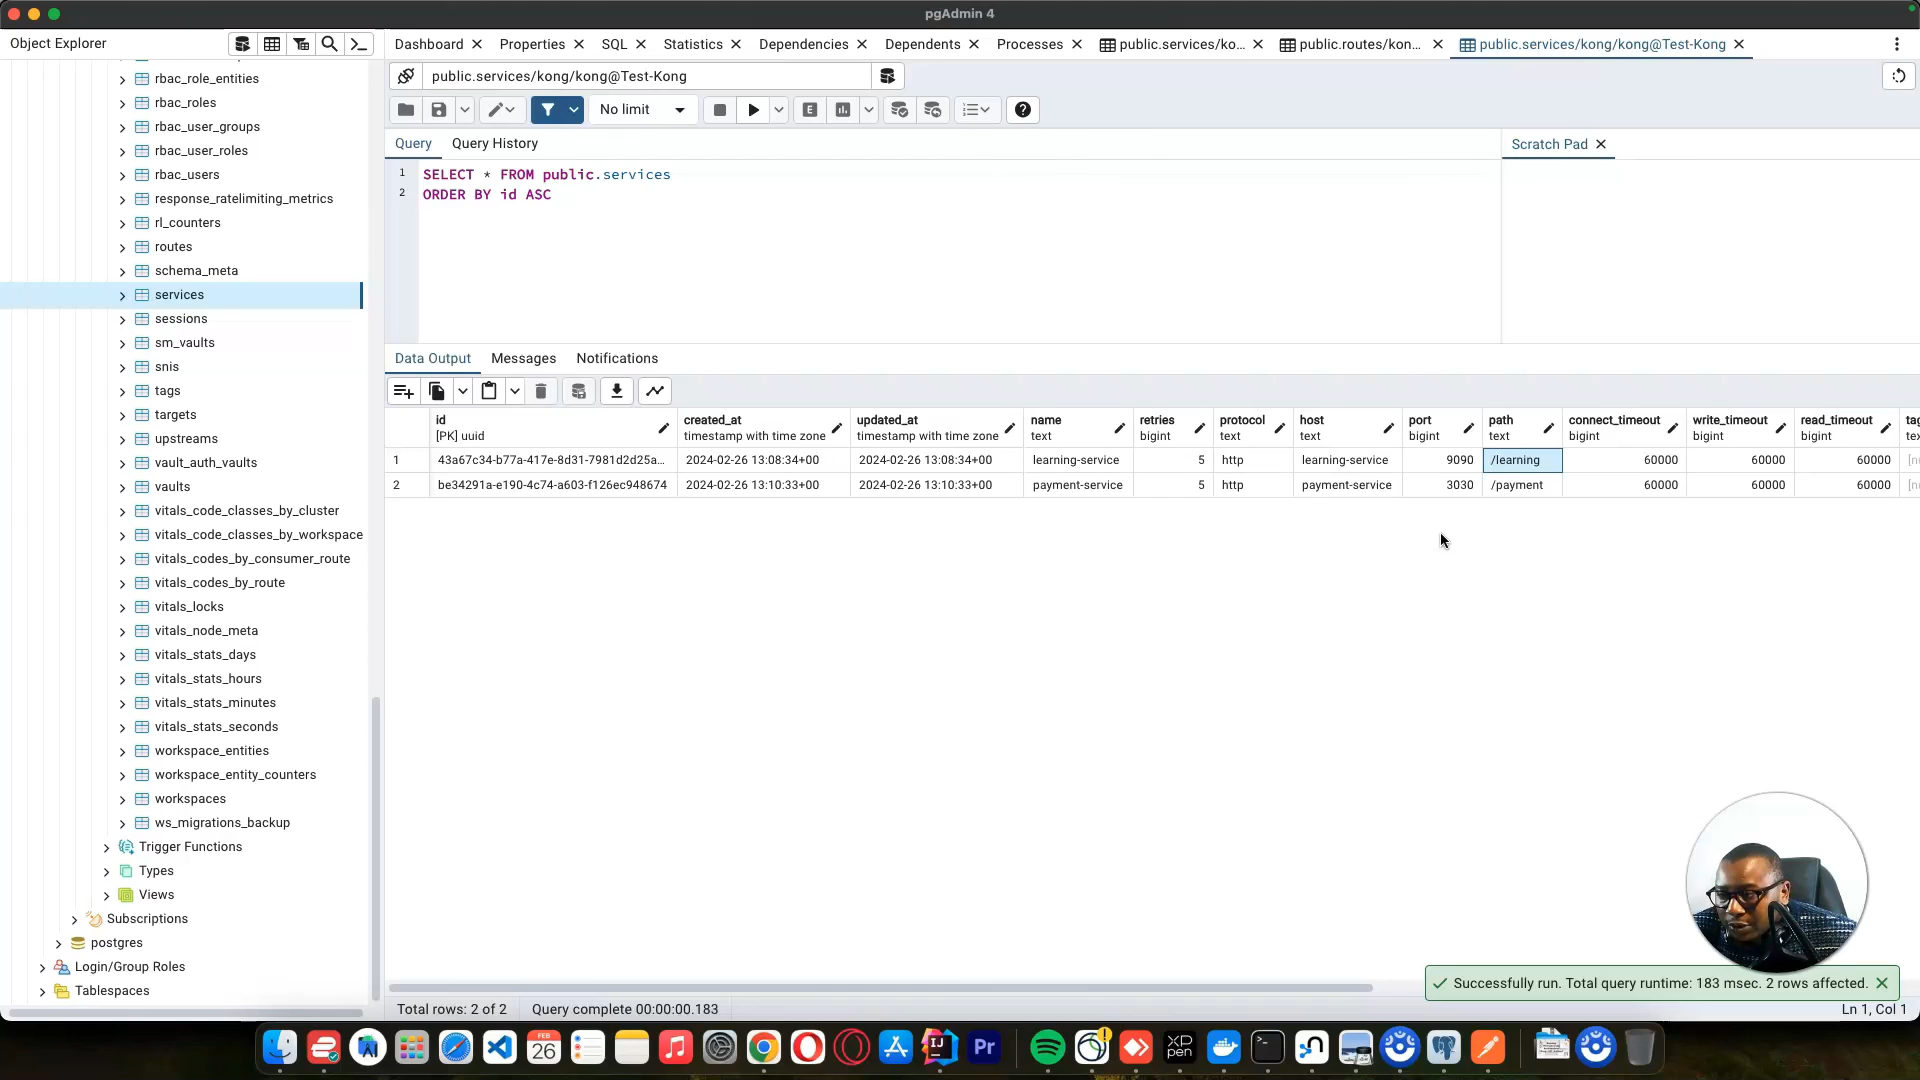 pgAdmin 4
Object Explorer
Dashboard
Properties
SQL
Statistics
Dependencies
Dependents
Processes
public.services/ko...
public.routes/kon...
public.services/kong/kong@Test-Kong
public.services/kong/kong@Test-Kong
No limit
E
Query
Query History
Scratch Pad
1
SELECT * FROM public.services
2
ORDER BY id ASC
rbac_role_entities
rbac_roles
rbac_user_groups
rbac_user_roles
rbac_users
response_ratelimiting_metrics
rl_counters
routes
schema_meta
services
sessions
sm_vaults
snis
tags
targets
upstreams
vault_auth_vaults
vaults
vitals_code_classes_by_cluster
vitals_code_classes_by_workspace
vitals_codes_by_consumer_route
vitals_codes_by_route
vitals_locks
vitals_node_meta
vitals_stats_days
vitals_stats_hours
vitals_stats_minutes
vitals_stats_seconds
workspace_entities
workspace_entity_counters
workspaces
ws_migrations_backup
Trigger Functions
Types
Views
Subscriptions
postgres
Login/Group Roles
Tablespaces
Data Output
Messages
Notifications
id
[PK] uuid
created_at
timestamp with time zone
updated_at
timestamp with time zone
name
text
retries
bigint
protocol
text
host
text
port
bigint
path
text
connect_timeout
bigint
write_timeout
bigint
read_timeout
bigint
1 43a67c34-b77a-417e-8d31-7981d2d25a... 2024-02-26 13:08:34+00 2024-02-26 13:08:34+00 learning-service 5 http learning-service 9090 /learning 60000 60000 60000
2 be34291a-e190-4c74-a603-f126ec948674 2024-02-26 13:10:33+00 2024-02-26 13:10:33+00 payment-service 5 http payment-service 3030 /payment 60000 60000 60000
Successfully run. Total query runtime: 183 msec. 2 rows affected.
Total rows: 2 of 2
Query complete 00:00:00.183
Ln 1, Col 1
FEB
26
IJ
Pr
XP
pen